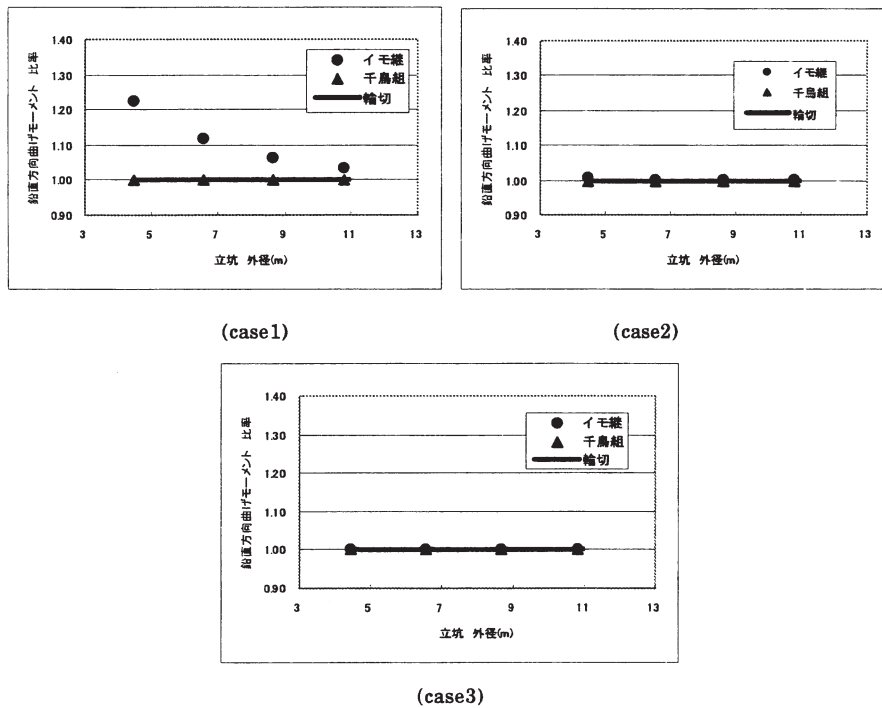 1.40
1.30
1.20
1.10
1.00
0.90
鉛直方向曲げモーメント 比率
● イモ継
▲ 千鳥組
輪切
3 5 7 9 11 13
立坑 外径(m)
(case1)
1.40
1.30
1.20
1.10
1.00
0.90
鉛直方向曲げモーメント 比率
● イモ継
▲ 千鳥組
輪切
3 5 7 9 11 13
立坑 外径(m)
(case2)
1.40
1.30
1.20
1.10
1.00
0.90
鉛直方向曲げモーメント 比率
● イモ継
▲ 千鳥組
輪切
3 5 7 9 11 13
立坑 外径(m)
(case3)